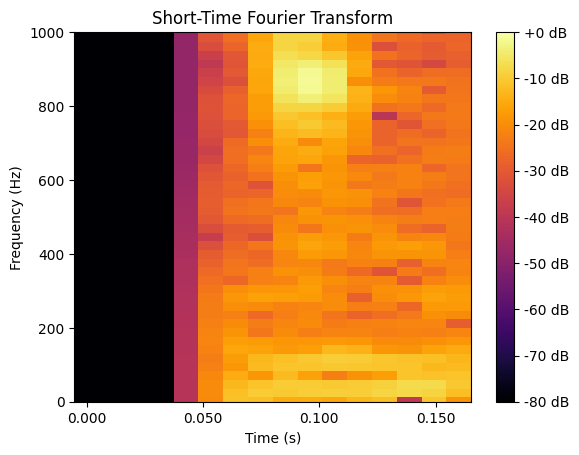 Short-Time Fourier Transform
1000
800
600
400
200
0
Frequency (Hz)
0.000
0.050
0.100
0.150
Time (s)
+0 dB
-10 dB
-20 dB
-30 dB
-40 dB
-50 dB
-60 dB
-70 dB
-80 dB